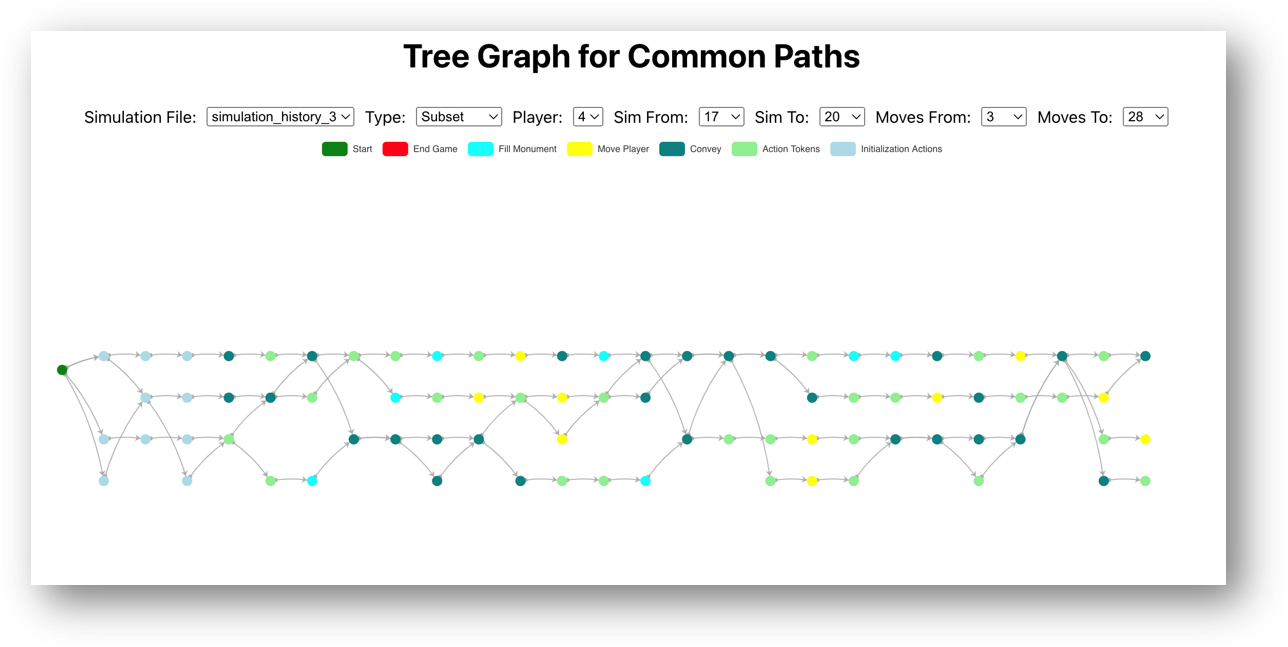 Tree Graph for Common Paths
Simulation File: simulation_history_3 Type: Subset Player: 4 Sim From: 17 Sim To: 20 Moves From: 3 Moves To: 28
Start End Game Fill Monument Move Player Convey Action Tokens Initialization Actions